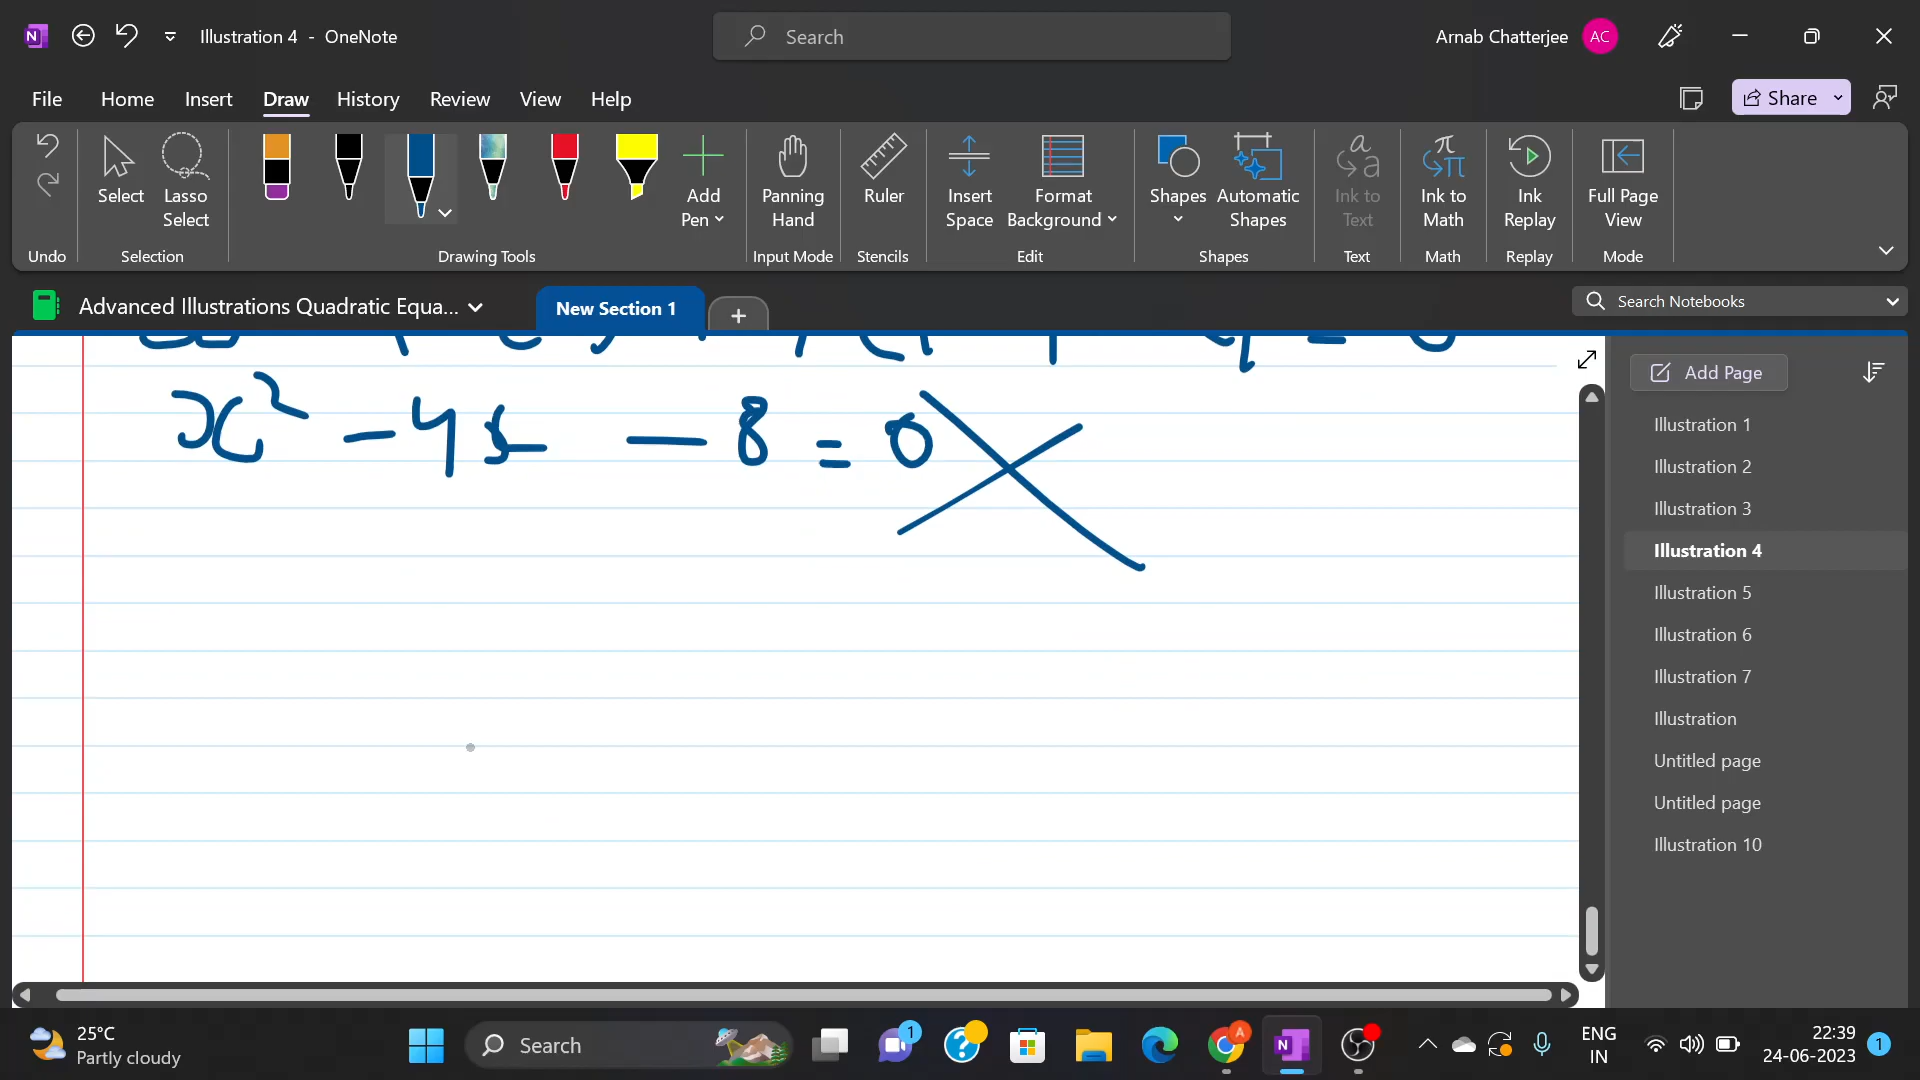 Illustration 4 - OneNote
Search
Arnab Chatterjee
AC
File Home Insert Draw History Review View Help
Share
Select
Lasso Select
Add Pen
Panning Hand
Ruler
Insert Space
Format Background
Shapes
Automatic Shapes
Ink to Text
Ink to Math
Ink Replay
Full Page View
Undo Selection Drawing Tools Input Mode Stencils Edit Shapes Text Math Replay Mode
Advanced Illustrations Quadratic Equa...
New Section 1
Search Notebooks
x² - 4x - 8 = 0
Add Page
Illustration 1
Illustration 2
Illustration 3
Illustration 4
Illustration 5
Illustration 6
Illustration 7
Illustration
Untitled page
Untitled page
Illustration 10
25°C
Partly cloudy
Search
1
A
ENG
IN
22:39
24-06-2023
1